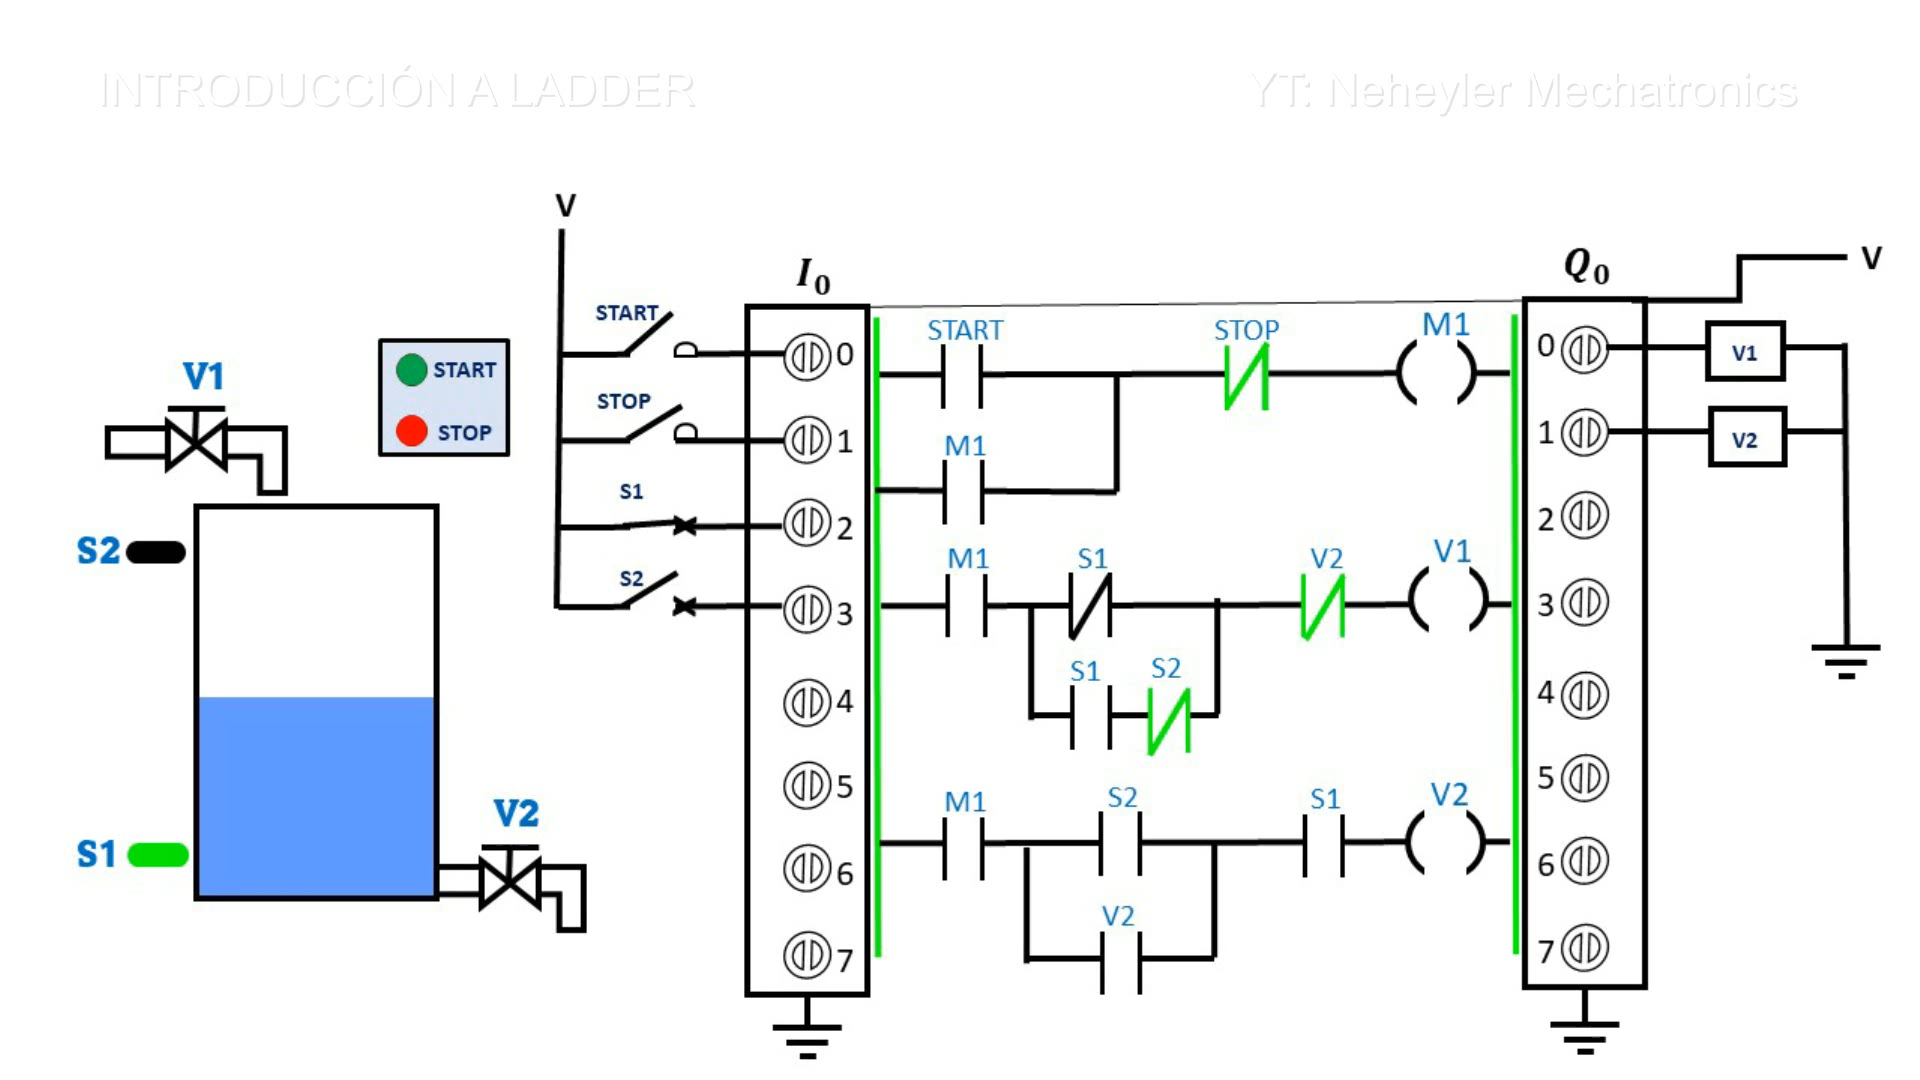 INTRODUCCIÓN A LADDER
YT: Neheyler Mechatronics
V
I₀
Q₀
V
START
START
STOP
M1
0
0
V1
V1
START
STOP
STOP
1
M1
1
V2
S1
2
2
S2
S2
3
M1
S1
V2
V1
3
S1
S2
4
4
5
5
V2
M1
S2
S1
V2
S1
6
6
V2
7
7